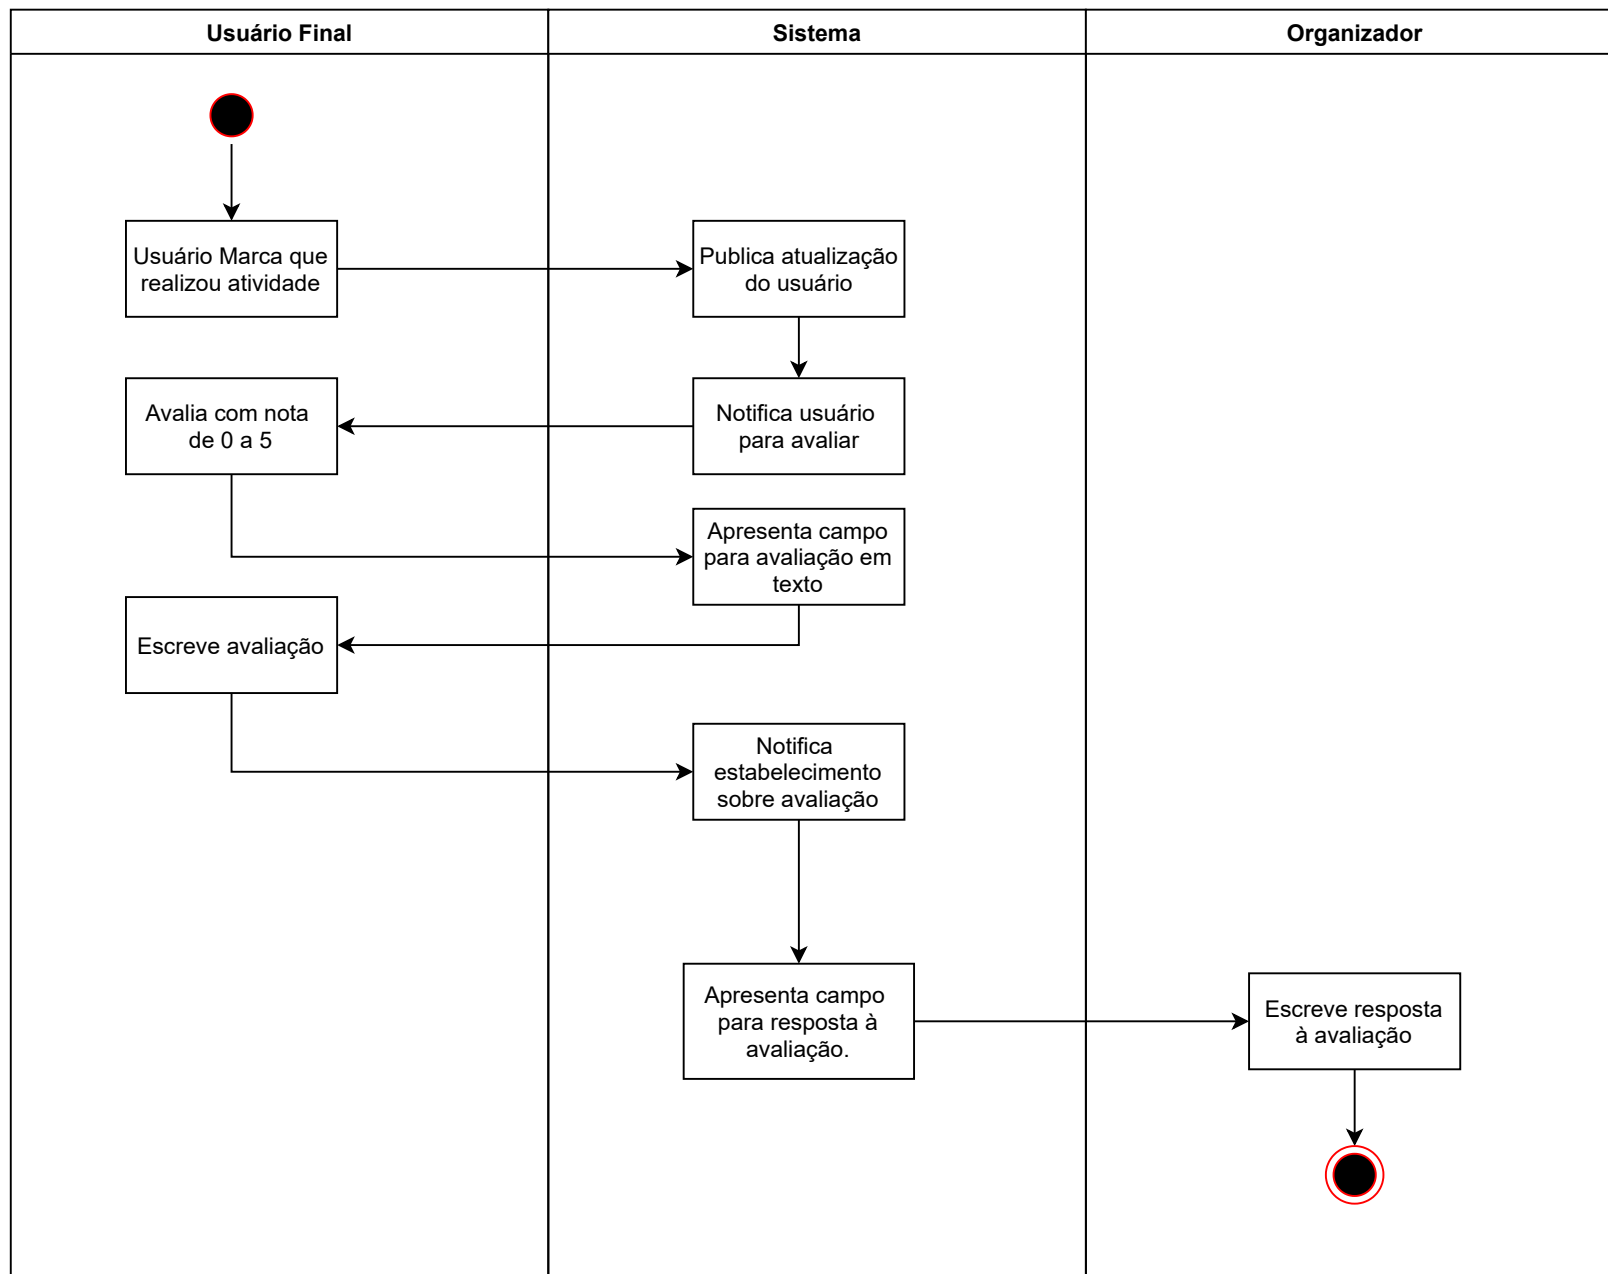 Usuário Final
Sistema
Organizador
Usuário Marca que
realizou atividade
Publica atualização
do usuário
Avalia com nota
de 0 a 5
Notifica usuário
para avaliar
Apresenta campo
para avaliação em
texto
Escreve avaliação
Notifica
estabelecimento
sobre avaliação
Apresenta campo
para resposta à
avaliação.
Escreve resposta
à avaliação